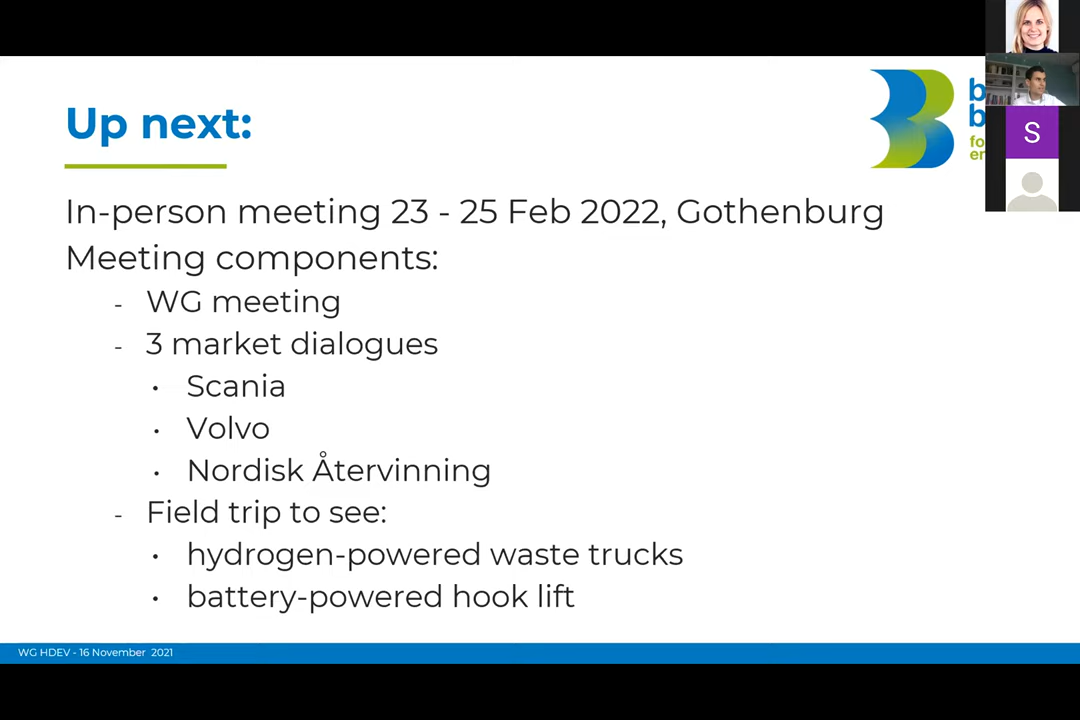 Up next:
b
b
fo
en
S
In-person meeting 23 - 25 Feb 2022, Gothenburg
Meeting components:
- WG meeting
- 3 market dialogues
• Scania
• Volvo
• Nordisk Återvinning
- Field trip to see:
• hydrogen-powered waste trucks
• battery-powered hook lift
WG HDEV - 16 November 2021